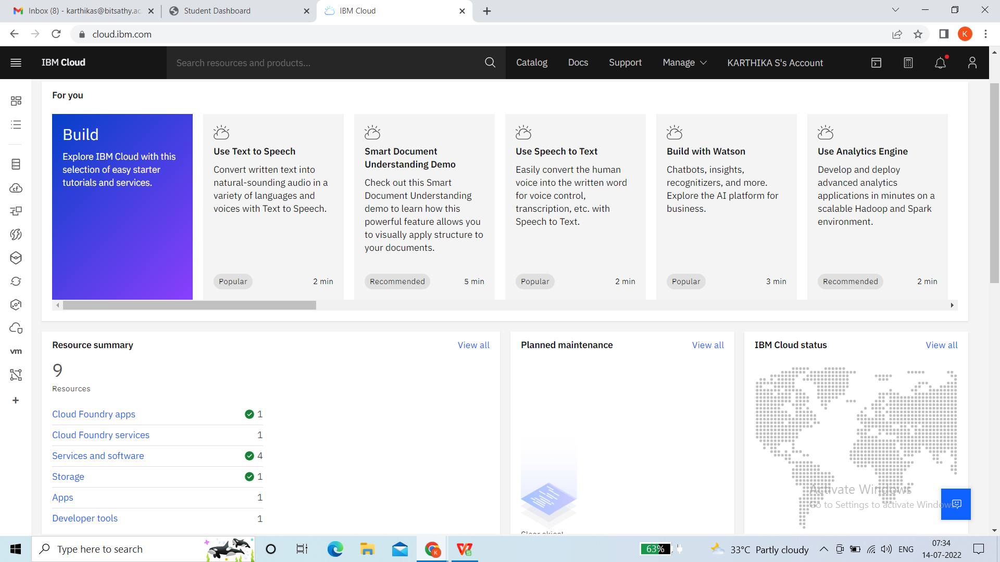 Inbox (8) - karthikas@bitsathy.ac.
Student Dashboard
IBM Cloud
cloud.ibm.com
K
IBM Cloud
Search resources and products...
Catalog
Docs
Support
Manage
KARTHIKA S's Account
For you
Build
Explore IBM Cloud with this
selection of easy starter
tutorials and services.
Use Text to Speech
Convert written text into
natural-sounding audio in a
variety of languages and
voices with Text to Speech.
Popular
2 min
Smart Document
Understanding Demo
Check out this Smart
Document Understanding
demo to learn how this
powerful feature allows you
to visually apply structure to
your documents.
Recommended
5 min
Use Speech to Text
Easily convert the human
voice into the written word
for voice control,
transcription, etc. with
Speech to Text.
Popular
2 min
Build with Watson
Chatbots, insights,
recognitizers, and more.
Explore the AI platform for
business.
Popular
3 min
Use Analytics Engine
Develop and deploy
advanced analytics
applications in minutes on a
scalable Hadoop and Spark
environment.
Recommended
2 min
cf
vm
Resource summary
View all
9
Resources
Cloud Foundry apps 1
Cloud Foundry services 1
Services and software 4
Storage 1
Apps 1
Developer tools 1
Planned maintenance
View all
IBM Cloud status
View all
Activate Windows
Go to Settings to activate Windows.
Type here to search
K
63%
33°C Partly cloudy
ENG
07:34
14-07-2022